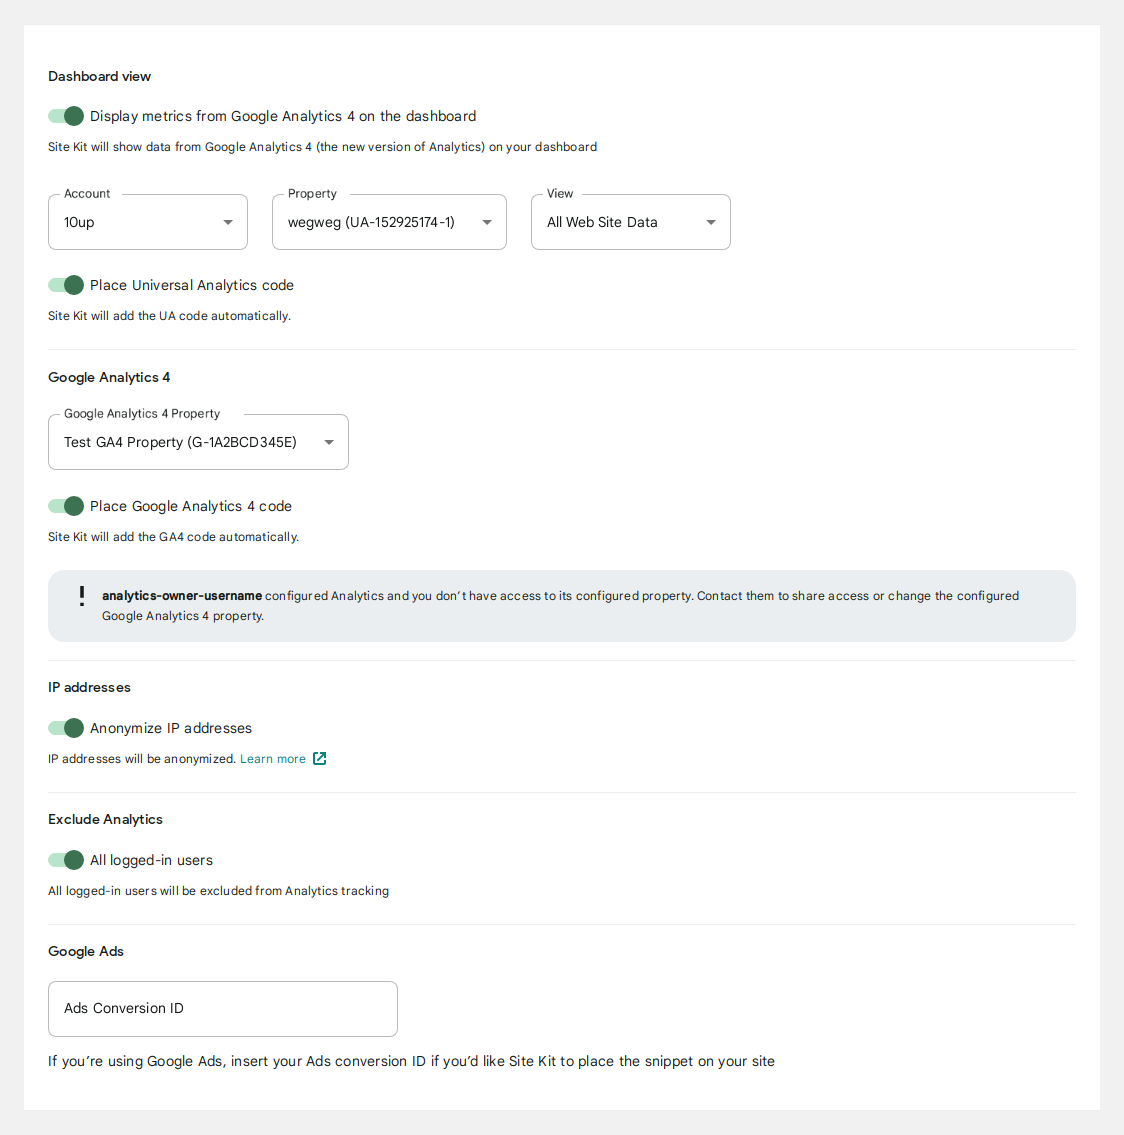 Dashboard view
Display metrics from Google Analytics 4 on the dashboard
Site Kit will show data from Google Analytics 4 (the new version of Analytics) on your dashboard
Account
Property
View
10up
wegweg (UA-152925174-1)
All Web Site Data
Place Universal Analytics code
Site Kit will add the UA code automatically.
Google Analytics 4
Google Analytics 4 Property
Test GA4 Property (G-1A2BCD345E)
Place Google Analytics 4 code
Site Kit will add the GA4 code automatically.
analytics-owner-username configured Analytics and you don’t have access to its configured property. Contact them to share access or change the configured
Google Analytics 4 property.
IP addresses
Anonymize IP addresses
IP addresses will be anonymized. Learn more
Exclude Analytics
All logged-in users
All logged-in users will be excluded from Analytics tracking
Google Ads
Ads Conversion ID
If you’re using Google Ads, insert your Ads conversion ID if you’d like Site Kit to place the snippet on your site